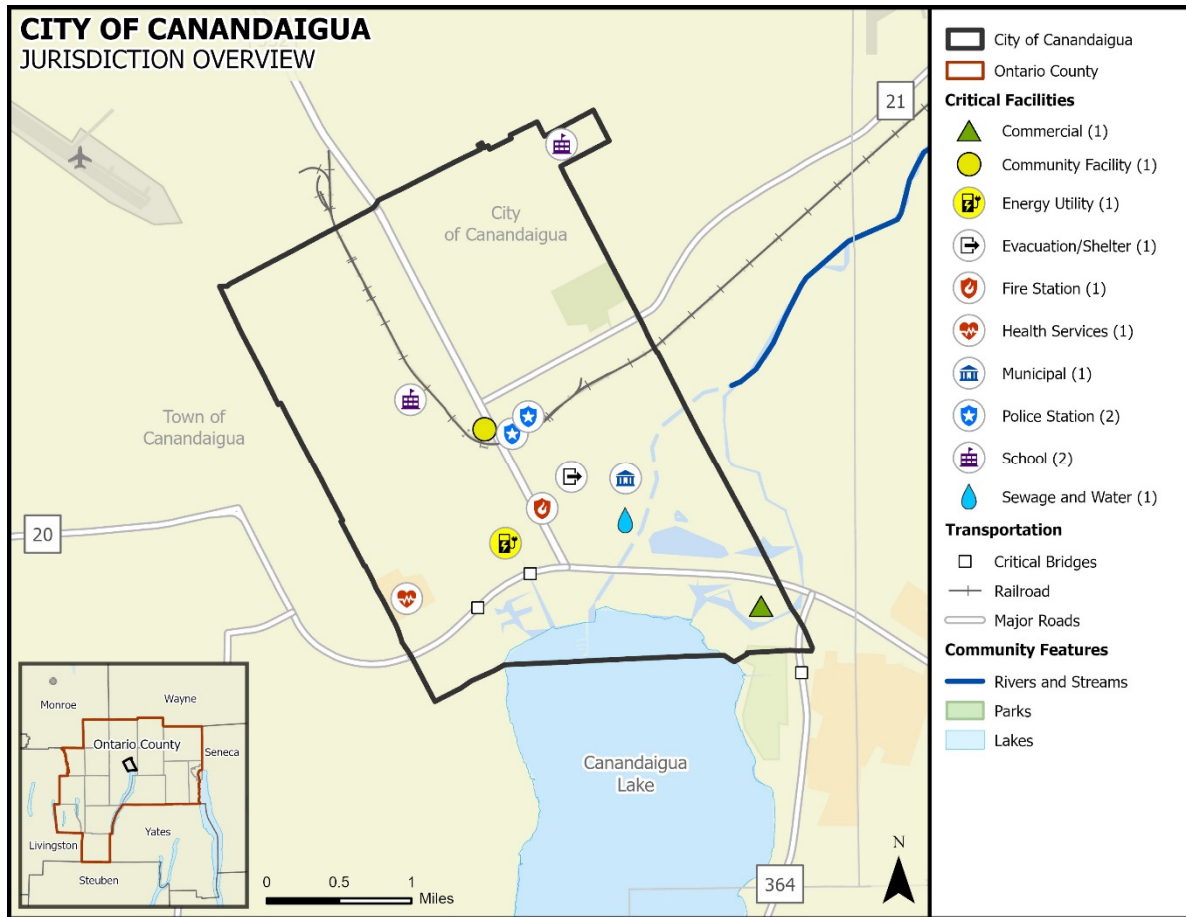 CITY OF CANANDAIGUA
JURISDICTION OVERVIEW
21
City
of Canandaigua
Town of
Canandaigua
20
Canandaigua
Lake
364
Monroe
Wayne
Ontario County
Seneca
Yates
Livingston
Steuben
0 0.5 1
Miles
N
City of Canandaigua
Ontario County
Critical Facilities
Commercial (1)
Community Facility (1)
Energy Utility (1)
Evacuation/Shelter (1)
Fire Station (1)
Health Services (1)
Municipal (1)
Police Station (2)
School (2)
Sewage and Water (1)
Transportation
Critical Bridges
Railroad
Major Roads
Community Features
Rivers and Streams
Parks
Lakes